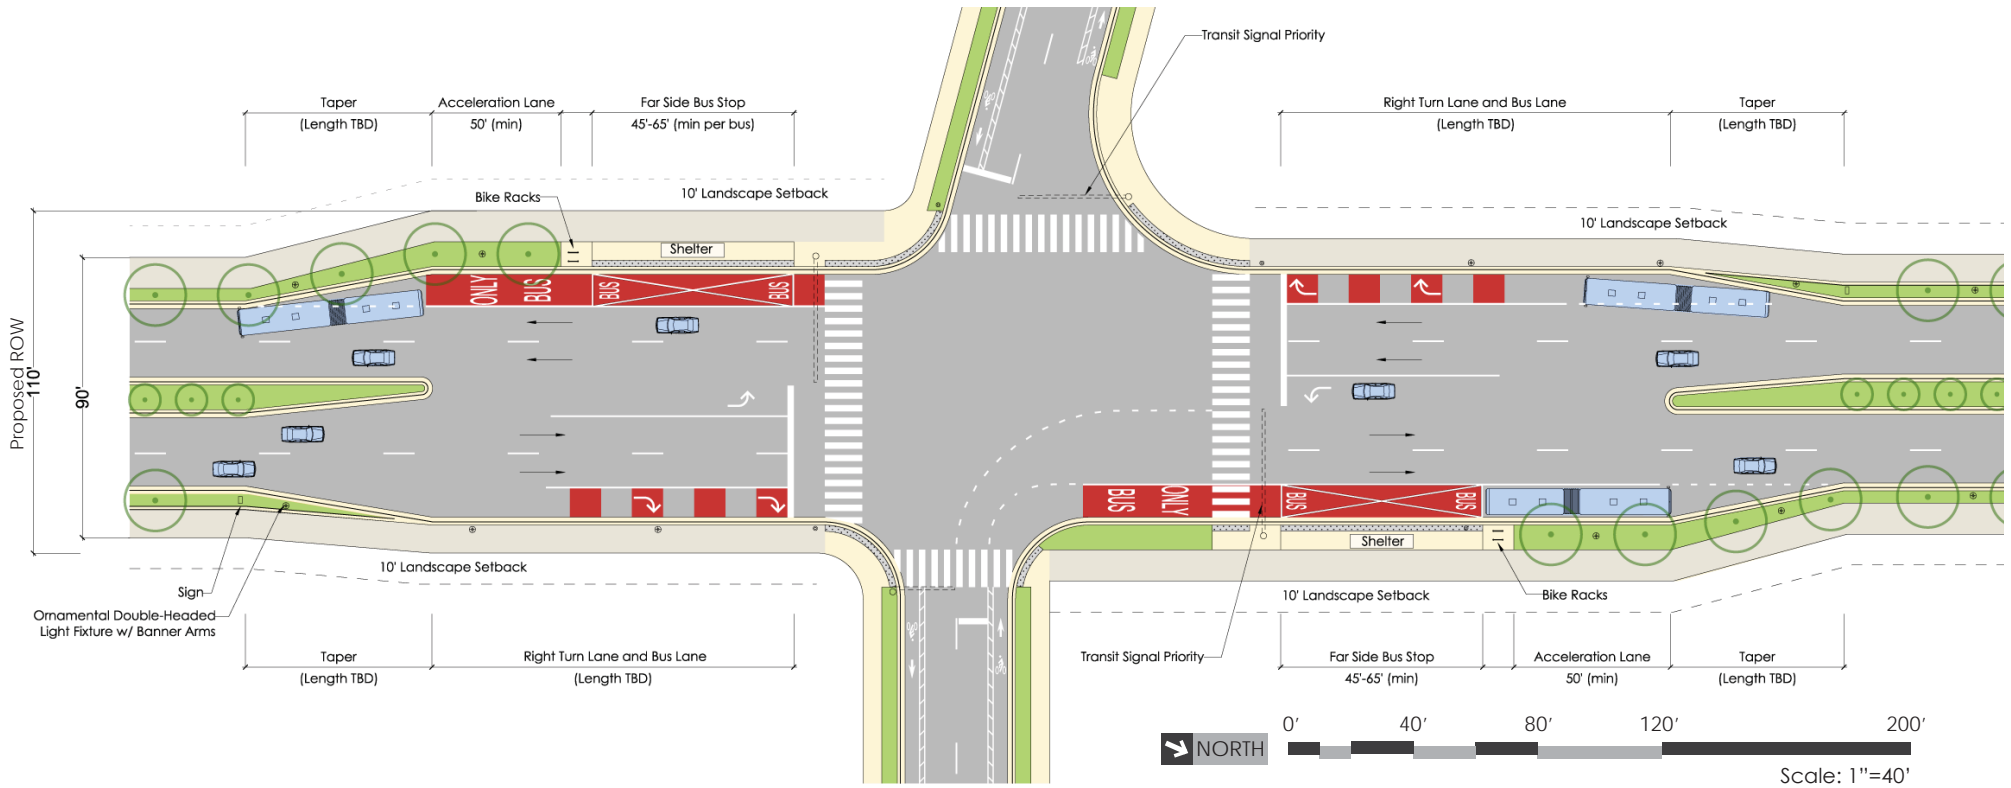 Transit Signal Priority
Taper
(Length TBD)
Acceleration Lane
50' (min)
Far Side Bus Stop
45'-65' (min per bus)
Right Turn Lane and Bus Lane
(Length TBD)
Taper
(Length TBD)
Bike Racks
10' Landscape Setback
10' Landscape Setback
Shelter
ONLY
BUS
BUS
BUS
Proposed ROW
110'
90'
BUS
ONLY
BUS
BUS
Shelter
10' Landscape Setback
Sign
Ornamental Double-Headed
Light Fixture w/ Banner Arms
10' Landscape Setback
Bike Racks
Taper
(Length TBD)
Right Turn Lane and Bus Lane
(Length TBD)
Transit Signal Priority
Far Side Bus Stop
45'-65' (min)
Acceleration Lane
50' (min)
Taper
(Length TBD)
NORTH
0'
40'
80'
120'
200'
Scale: 1"=40'